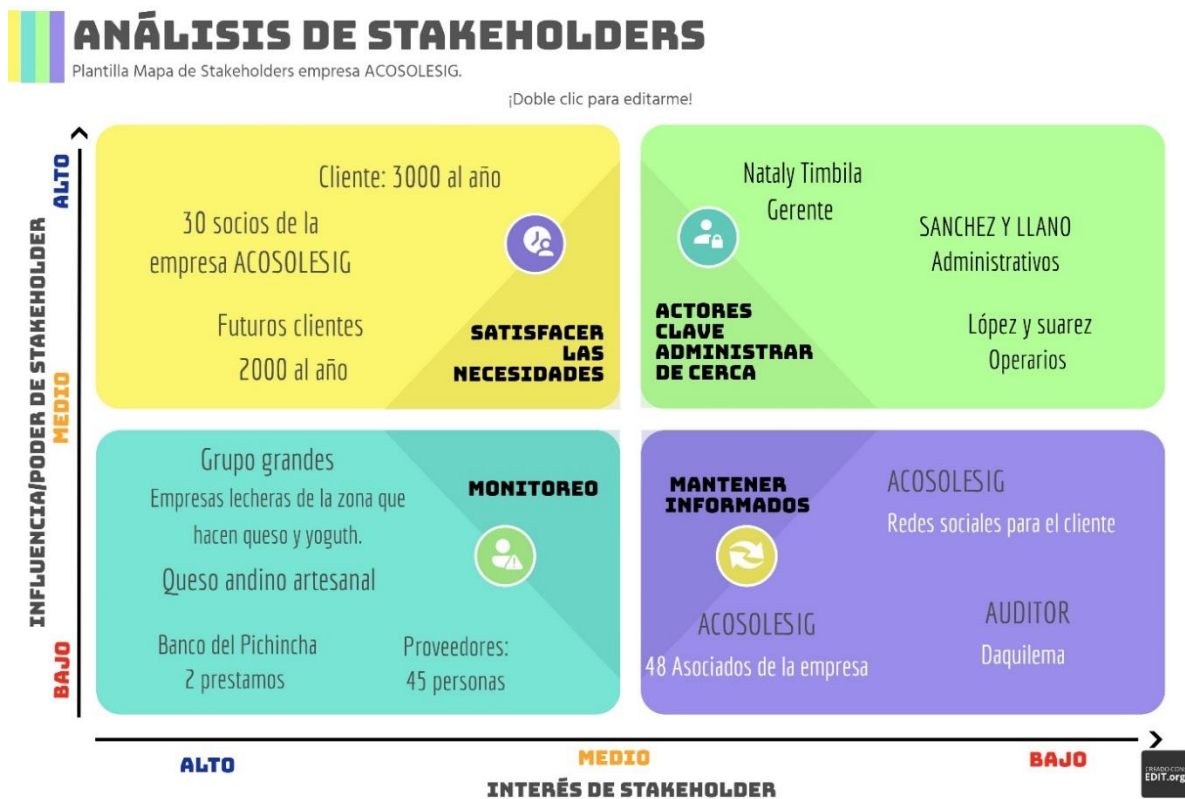 ANÁLISIS DE STAKEHOLDERS
Plantilla Mapa de Stakeholders empresa ACOSOLESIG.
¡Doble clic para editarme!
INFLUENCIA/PODER DE STAKEHOLDER
ALTO
MEDIO
BAJO
Cliente: 3000 al año
30 socios de la
empresa ACOSOLESIG
Futuros clientes
2000 al año
SATISFACER
LAS
NECESIDADES
Nataly Timbila
Gerente
SANCHEZ Y LLANO
Administrativos
López y suarez
Operarios
ACTORES
CLAVE
ADMINISTRAR
DE CERCA
Grupo grandes
Empresas lecheras de la zona que
hacen queso y yoguth.
Queso andino artesanal
Banco del Pichincha
2 prestamos
Proveedores:
45 personas
MONITOREO
MANTENER
INFORMADOS
ACOSOLESIG
Redes sociales para el cliente
ACOSOLESIG
48 Asociados de la empresa
AUDITOR
Daquilema
ALTO
MEDIO
BAJO
INTERÉS DE STAKEHOLDER
CREADO CON
EDIT.org